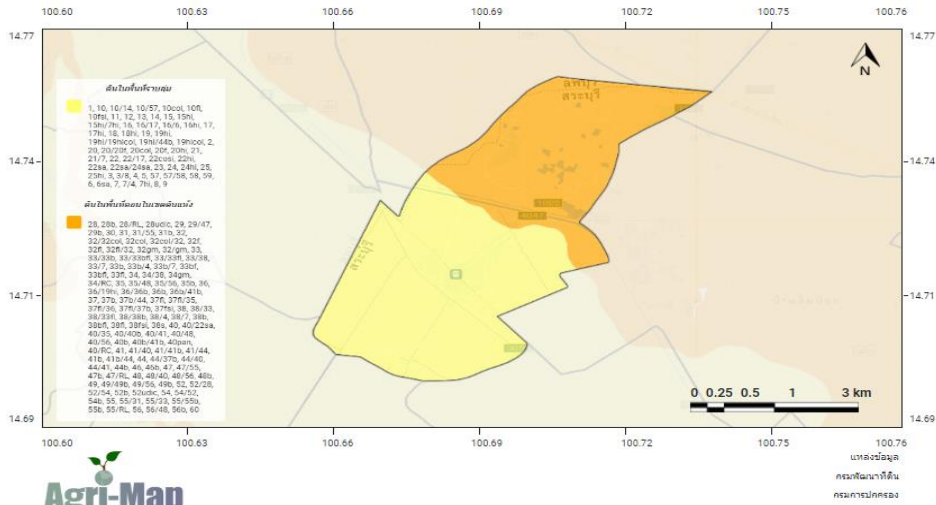 100.60 100.63 100.66 100.69 100.72 100.75 100.76
14.77 14.77
14.74 14.74
14.71 14.71
14.69 14.69
N
ดินในพื้นที่ราบลุ่ม
1, 10, 10/14, 10/57, 10col, 10fl,
10fsi, 11, 12, 13, 14, 15, 15hi,
15hi/7hi, 16, 16/17, 16/6, 16hi, 17,
17hi, 18, 18hi, 19, 19hi,
19hi/19hicol, 19hi/44b, 19hicol, 2,
20, 20/20f, 20col, 20f, 20hi, 21,
21/7, 22, 22/17, 22cosi, 22hi,
22sa, 22sa/24sa, 23, 24, 24hi, 25,
25hi, 3, 3/8, 4, 5, 57, 57/58, 58, 59,
6, 6sa, 7, 7/4, 7hi, 8, 9
ดินในพื้นที่ดอนในเขตดินแห้ง
28, 28b, 28/RL, 28udic, 29, 29/47,
29b, 30, 31, 31/55, 31b, 32,
32/32col, 32col, 32col/32, 32f,
32fl, 32fl/32, 32gm, 32/gm, 33,
33/33b, 33/33bfl, 33/33fl, 33/38,
33/7, 33b, 33b/4, 33b/7, 33bf,
33bfl, 33fl, 34, 34/38, 34gm,
34/RC, 35, 35/48, 35/56, 35b, 36,
36/19hi, 36/36b, 36b, 36b/41b,
37, 37b, 37b/44, 37fl, 37fl/35,
37fl/36, 37fl/37b, 37fsi, 38, 38/33,
38/33fl, 38/38b, 38/4, 38/7, 38b,
38bfl, 38fl, 38fsi, 38s, 40, 40/22sa,
40/35, 40/40b, 40/41, 40/48,
40/56, 40b, 40b/41b, 40pan,
40/RC, 41, 41/40, 41/41b, 41/44,
41b, 41b/44, 44, 44/37b, 44/40,
44/41, 44b, 46, 46b, 47, 47/55,
47b, 47/RL, 48, 48/40, 48/56, 48b,
49, 49/49b, 49/56, 49b, 52, 52/28,
52/54, 52b, 52udic, 54, 54/52,
54b, 55, 55/31, 55/33, 55/55b,
55b, 55/RL, 56, 56/48, 56b, 60
ลพบุรี
สระบุรี
สระบุรี
0 0.25 0.5 1 3 km
100.60 100.63 100.66 100.69 100.72 100.75 100.76
Agri-Map
แหล่งข้อมูล
กรมพัฒนาที่ดิน
กรมการปกครอง